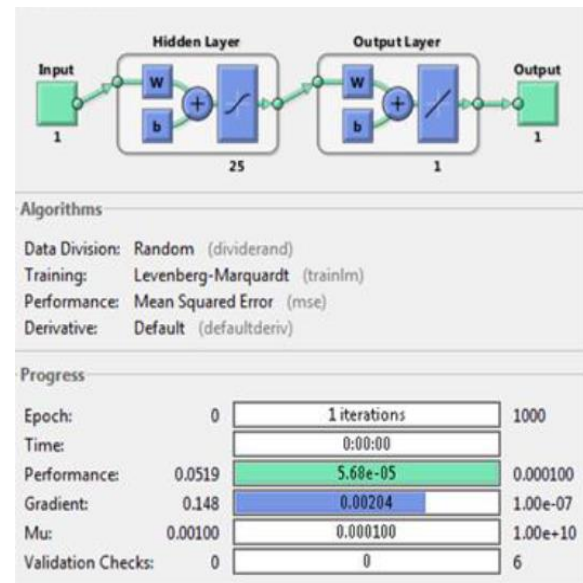 Hidden Layer Output Layer
Input Output
W W
+ +
b b
1 1
25 1
Algorithms
Data Division: Random (dividerand)
Training: Levenberg-Marquardt (trainlm)
Performance: Mean Squared Error (mse)
Derivative: Default (defaultderiv)
Progress
Epoch: 0 1 iterations 1000
Time: 0:00:00
Performance: 0.0519 5.68e-05 0.000100
Gradient: 0.148 0.00204 1.00e-07
Mu: 0.00100 0.000100 1.00e+10
Validation Checks: 0 0 6